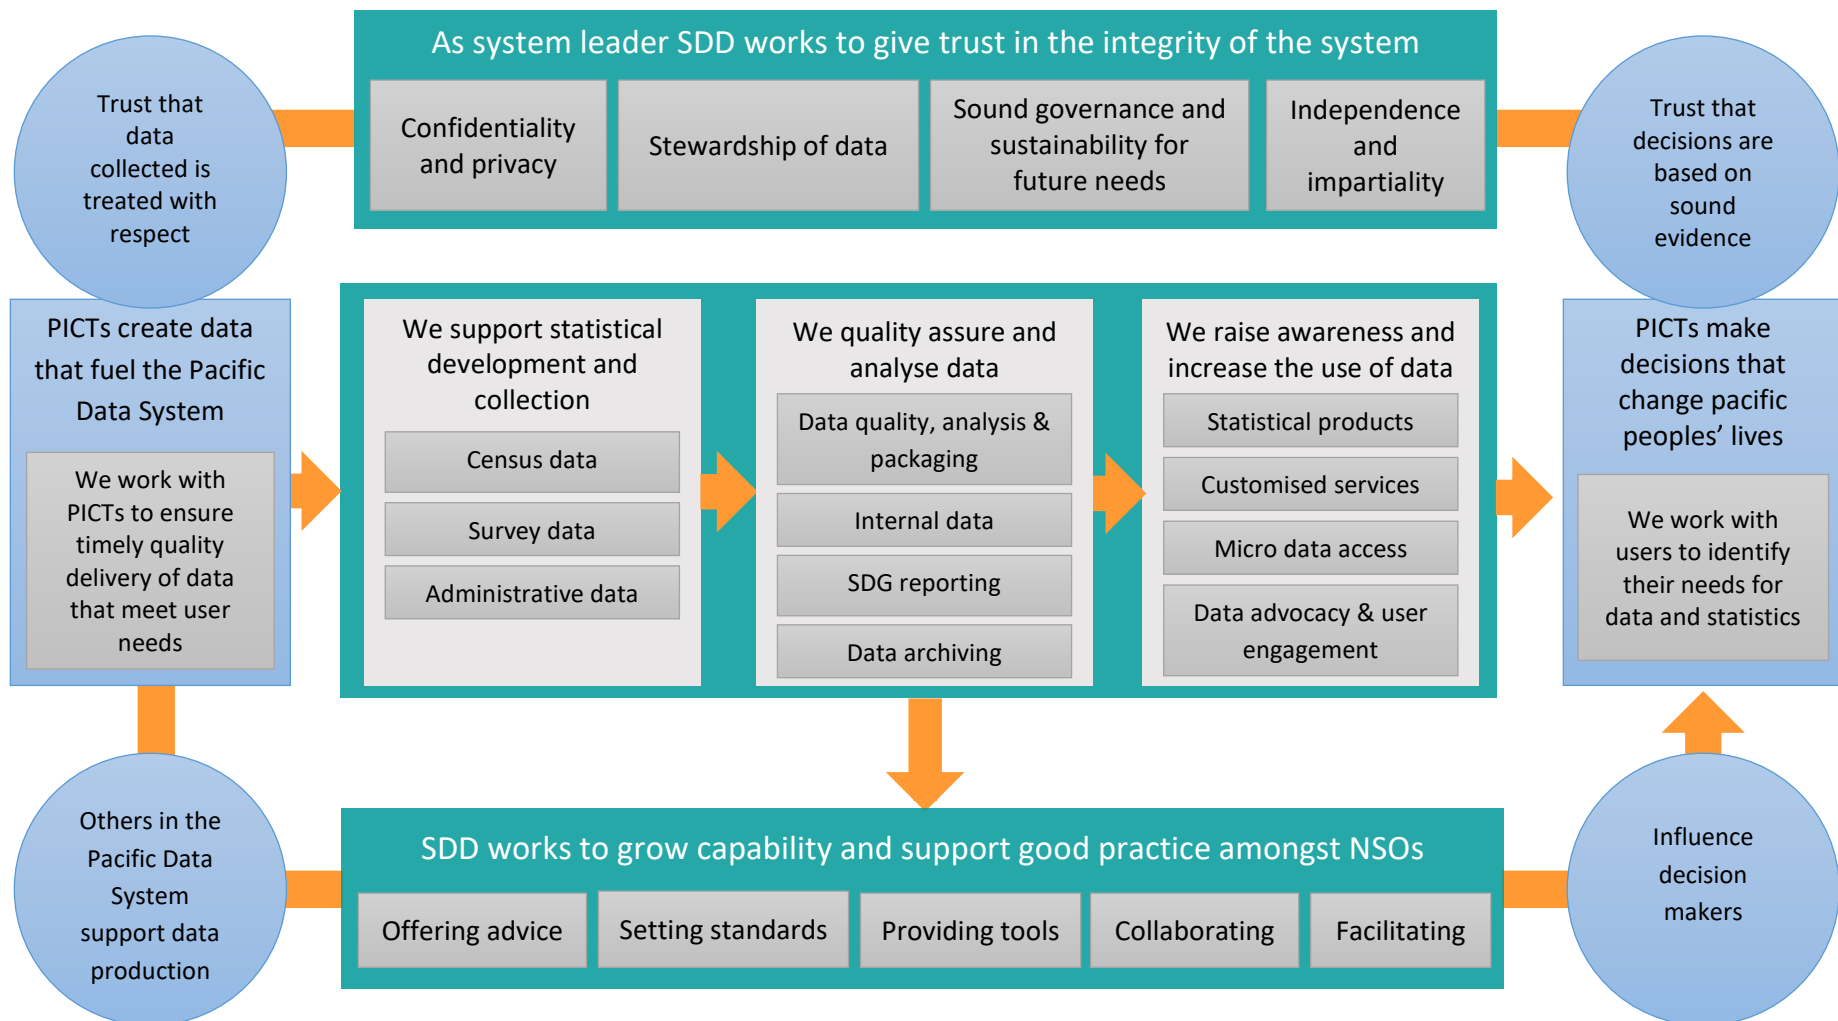 As system leader SDD works to give trust in the integrity of the system
Trust that
data
collected is
treated with
respect
Confidentiality
and privacy
Stewardship of data
Sound governance and
sustainability for
future needs
Independence
and
impartiality
Trust that
decisions are
based on
sound
evidence
PICTs create data
that fuel the Pacific
Data System
We work with
PICTs to ensure
timely quality
delivery of data
that meet user
needs
We support statistical
development and
collection
Census data
Survey data
Administrative data
We quality assure and
analyse data
Data quality, analysis &
packaging
Internal data
SDG reporting
Data archiving
We raise awareness and
increase the use of data
Statistical products
Customised services
Micro data access
Data advocacy & user
engagement
PICTs make
decisions that
change pacific
peoples’ lives
We work with
users to identify
their needs for
data and statistics
Others in the
Pacific Data
System
support data
production
SDD works to grow capability and support good practice amongst NSOs
Offering advice
Setting standards
Providing tools
Collaborating
Facilitating
Influence
decision
makers